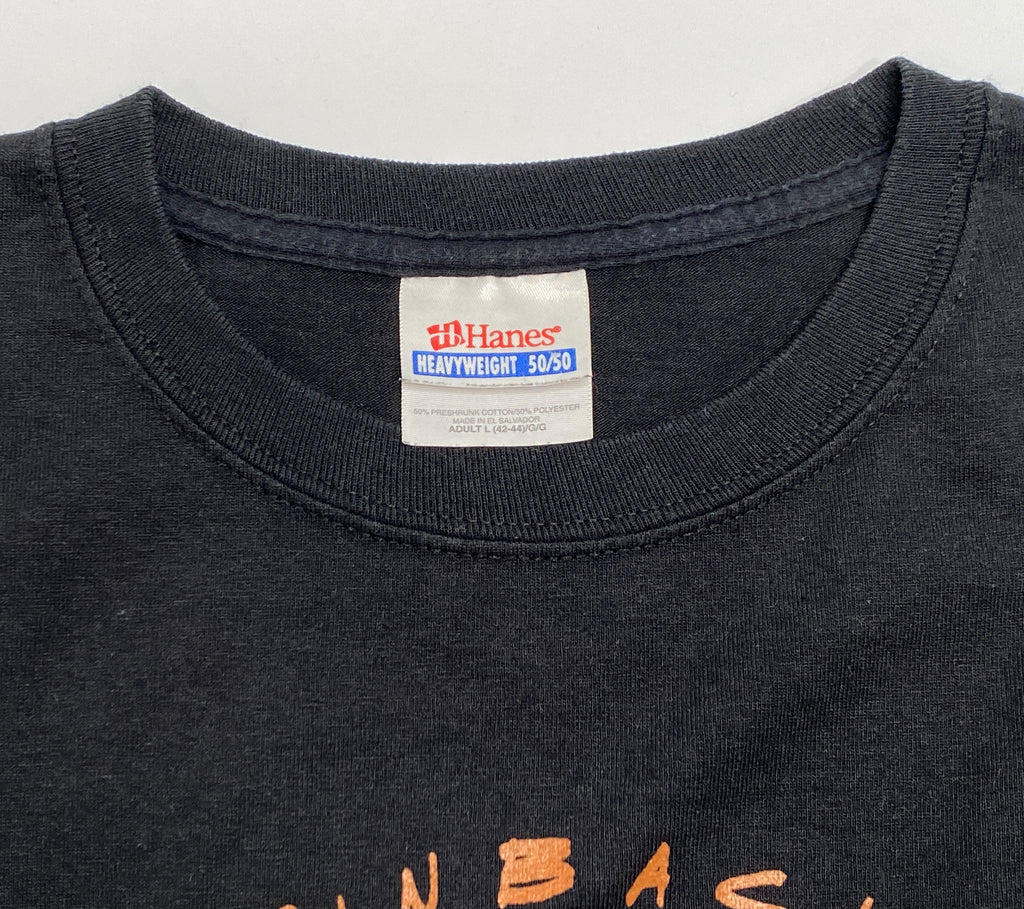 Hanes®
HEAVYWEIGHT 50/50
50% PRESHRUNK COTTON/50% POLYESTER
MADE IN EL SALVADOR
ADULT L (42-44)/G/G